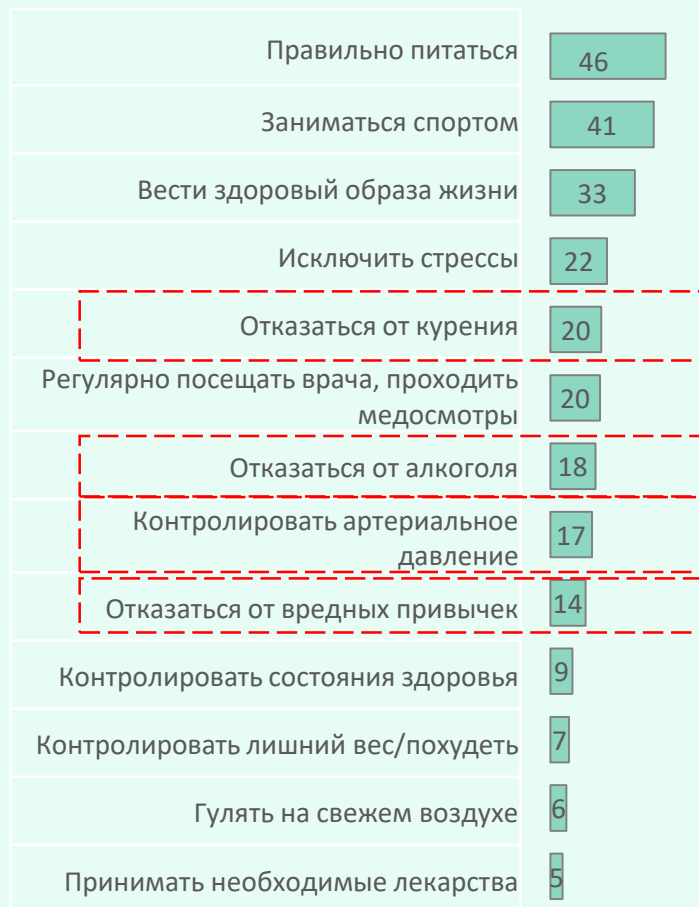 Правильно питаться 46
Заниматься спортом 41
Вести здоровый образа жизни 33
Исключить стрессы 22
Отказаться от курения 20
Регулярно посещать врача, проходить
медосмотры 20
Отказаться от алкоголя 18
Контролировать артериальное
давление 17
Отказаться от вредных привычек 14
Контролировать состояния здоровья 9
Контролировать лишний вес/похудеть 7
Гулять на свежем воздухе 6
Принимать необходимые лекарства 5